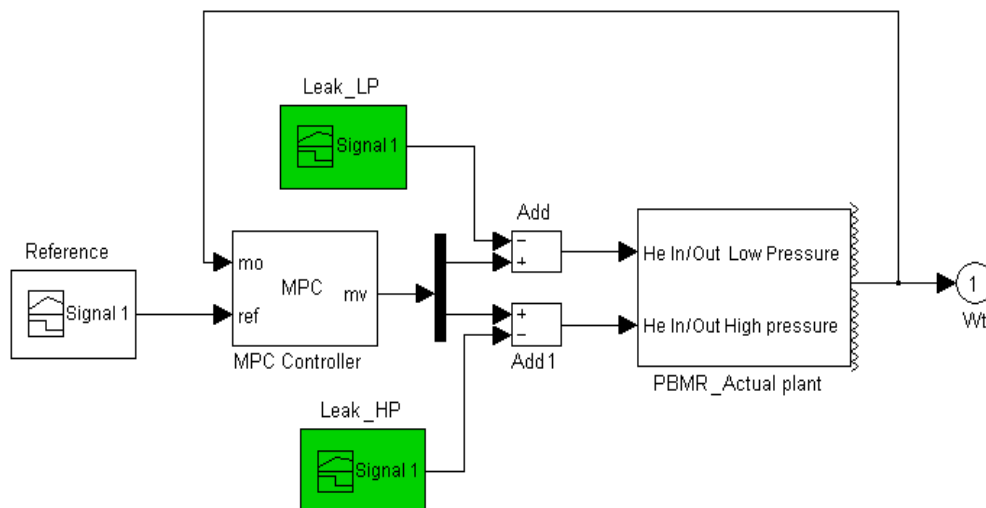 Leak_LP
Signal 1
Add
−
+
Reference
Signal 1
mo
ref
MPC
mv
MPC Controller
He In/Out Low Pressure
He In/Out High pressure
PBMR_Actual plant
1
Wt
+
−
Add1
Leak_HP
Signal 1